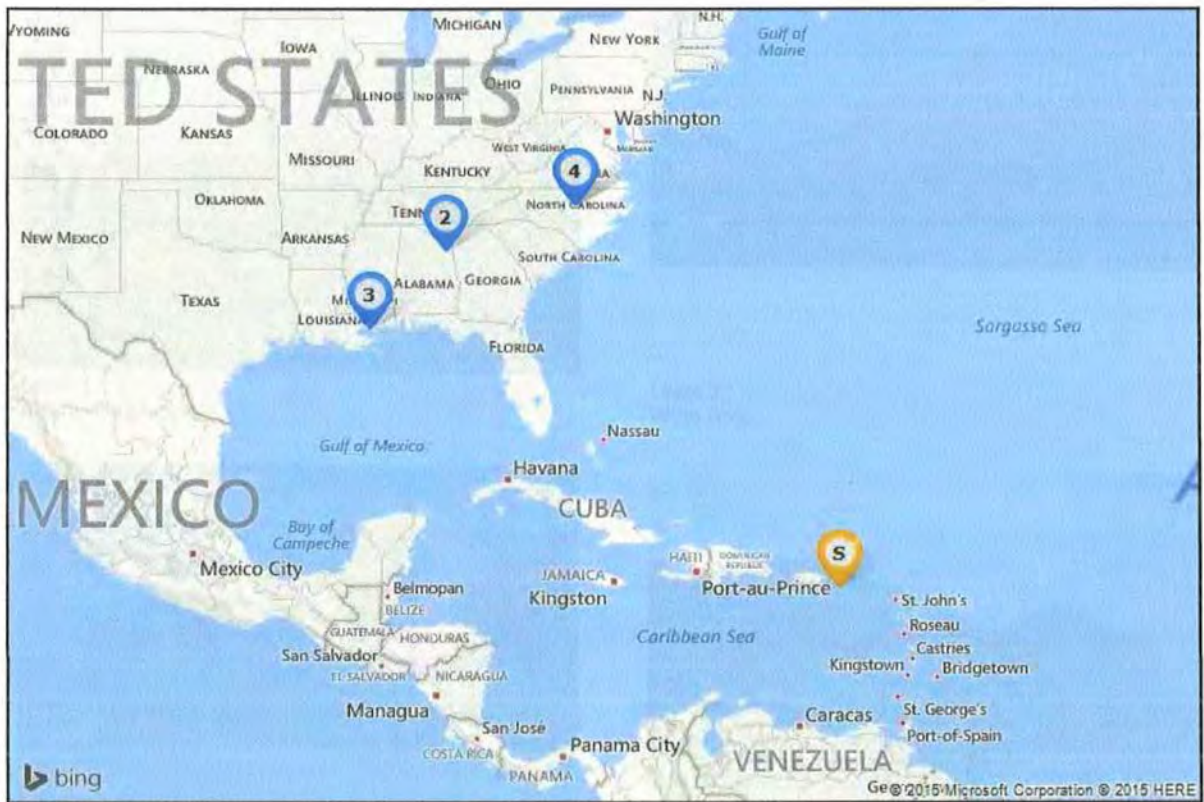 MICHIGAN
N.H.
Gulf of
Maine
WYOMING
IOWA
NEW YORK
NEBRASKA
OHIO
TED STATES
ILLINOIS
INDIANA
PENNSYLVANIA
N.J.
Washington
COLORADO
KANSAS
WEST VIRGINIA
MISSOURI
KENTUCKY
4
OKLAHOMA
TENN
2
NORTH CAROLINA
NEW MEXICO
ARKANSAS
SOUTH CAROLINA
ALABAMA
GEORGIA
TEXAS
3
LOUISIANA
Sargasso Sea
FLORIDA
Nassau
Gulf of Mexico
Havana
MEXICO
CUBA
Bay of
Campeche
S
Mexico City
HAITI
DOMINICAN
REPUBLIC
Belmopan
JAMAICA
Port-au-Prince
BELIZE
Kingston
St. John's
GUATEMALA
HONDURAS
Caribbean Sea
Roseau
San Salvador
Castries
EL SALVADOR
NICARAGUA
Kingstown
Bridgetown
Managua
St. George's
San José
Caracas
Port-of-Spain
COSTA RICA
Panama City
PANAMA
VENEZUELA
bing
© 2015 Microsoft Corporation © 2015 HERE